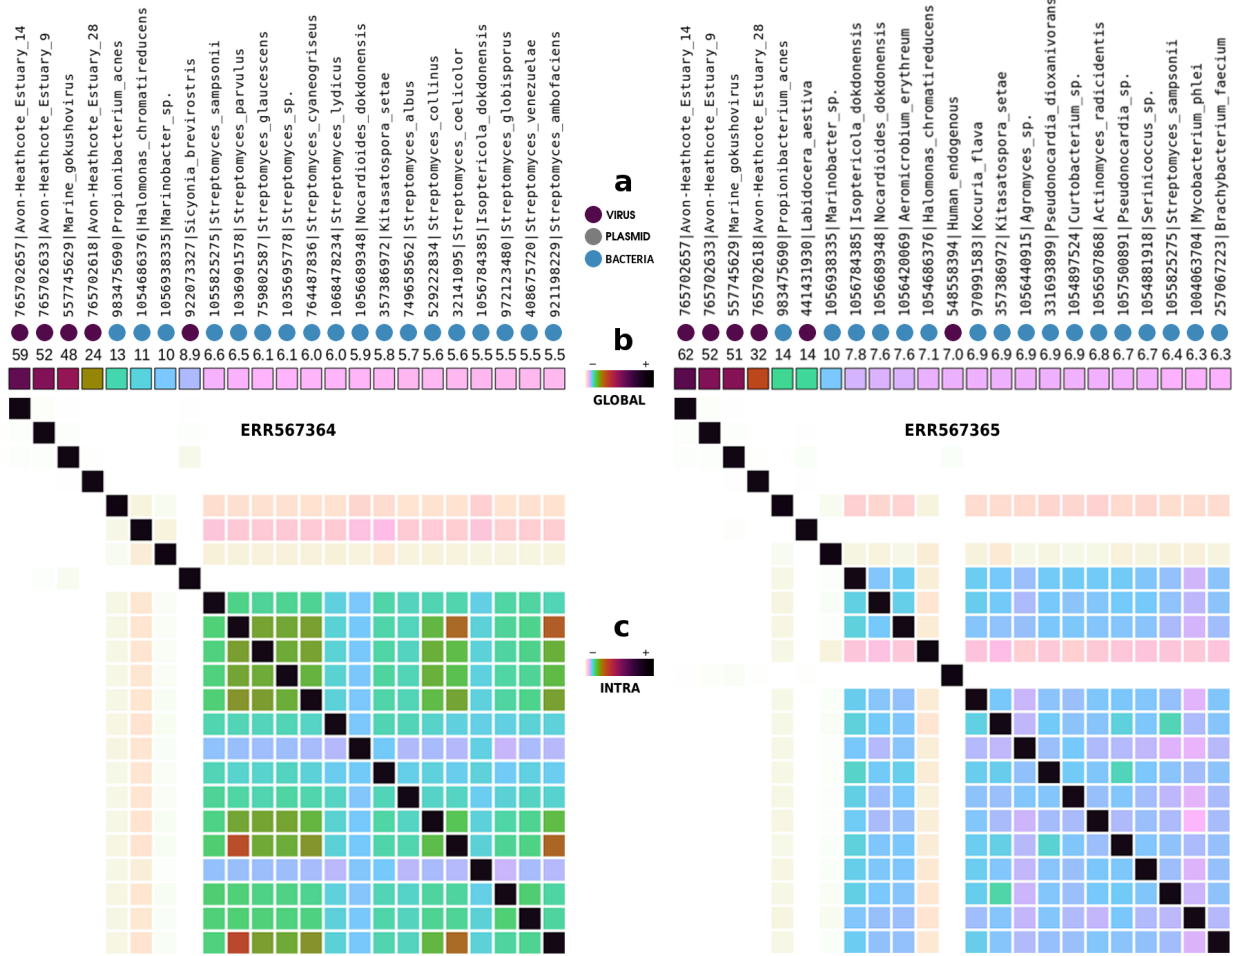 765702657|Avon-Heathcote_Estuary_14
765702633|Avon-Heathcote_Estuary_9
557745629|Marine_gokushovirus
765702618|Avon-Heathcote_Estuary_28
983475690|Propionibacterium_acnes
1054686376|Halomonas_chromatireducens
1056938335|Marinobacter_sp.
922073327|Sicyonia_brevirostris
1055825275|Streptomyces_sampsonii
1036901578|Streptomyces_parvulus
759802587|Streptomyces_glaucescens
1035695778|Streptomyces_sp.
764487836|Streptomyces_cyaneogriseus
1068478234|Streptomyces_lydicus
1056689348|Nocardioides_dokdonensis
357386972|Kitasatospora_setae
749658562|Streptomyces_albus
529222834|Streptomyces_collinus
32141095|Streptomyces_coelicolor
1056784385|Isoptericola_dokdonensis
972123480|Streptomyces_globisporus
408675720|Streptomyces_venezuelae
921198229|Streptomyces_ambofaciens
59 52 48 24 13 11 10 8.9 6.6 6.5 6.1 6.1 6.0 6.0 5.9 5.8 5.7 5.6 5.6 5.5 5.5 5.5 5.5
ERR567364
a
VIRUS
PLASMID
BACTERIA
b
− +
GLOBAL
c
− +
INTRA
765702657|Avon-Heathcote_Estuary_14
765702633|Avon-Heathcote_Estuary_9
557745629|Marine_gokushovirus
765702618|Avon-Heathcote_Estuary_28
983475690|Propionibacterium_acnes
441431930|Labidocera_aestiva
1056938335|Marinobacter_sp.
1056784385|Isoptericola_dokdonensis
1056689348|Nocardioides_dokdonensis
1056420069|Aeromicrobium_erythreum
1054686376|Halomonas_chromatireducens
548558394|Human_endogenous
970991583|Kocuria_flava
357386972|Kitasatospora_setae
1056440915|Agromyces_sp.
331693899|Pseudonocardia_dioxanivorans
1054897524|Curtobacterium_sp.
1056507868|Actinomyces_radicidentis
1057500891|Pseudonocardia_sp.
1054881918|Serinicoccus_sp.
1055825275|Streptomyces_sampsonii
1004063704|Mycobacterium_phlei
257067223|Brachybacterium_faecium
62 52 51 32 14 14 10 7.8 7.6 7.6 7.1 7.0 6.9 6.9 6.9 6.9 6.9 6.8 6.7 6.7 6.4 6.3 6.3
ERR567365